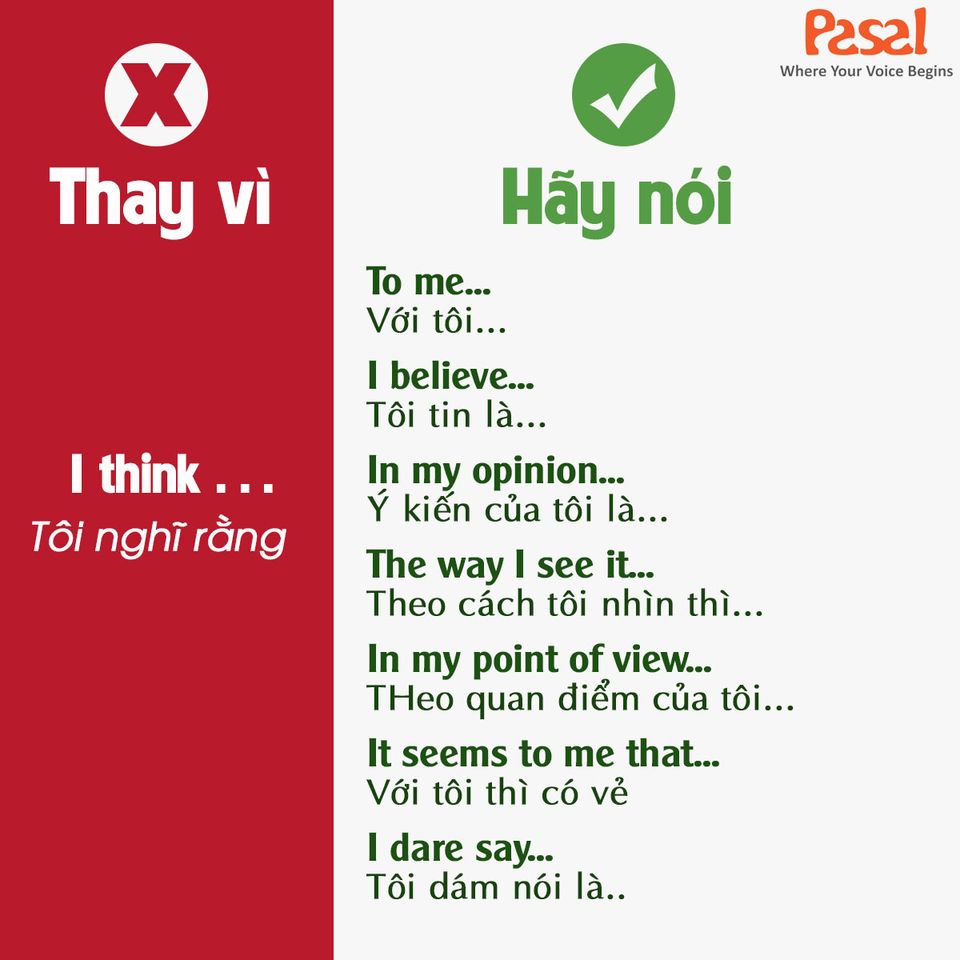 Pasal
Where Your Voice Begins
X
Thay vì
Hãy nói
I think . . .
Tôi nghĩ rằng
To me...
Với tôi...
I believe...
Tôi tin là...
In my opinion...
Ý kiến của tôi là...
The way I see it...
Theo cách tôi nhìn thì...
In my point of view...
THeo quan điểm của tôi...
It seems to me that...
Với tôi thì có vẻ
I dare say...
Tôi dám nói là..